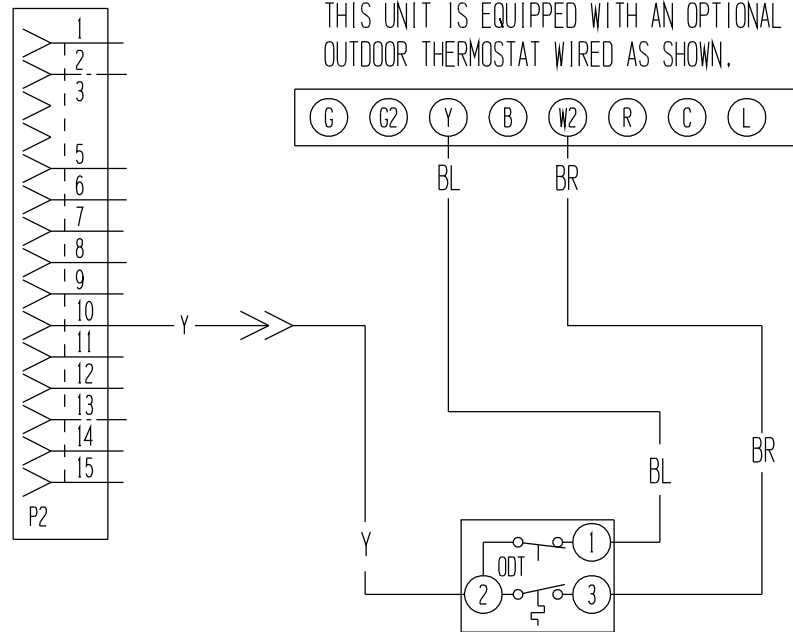 THIS UNIT IS EQUIPPED WITH AN OPTIONAL
OUTDOOR THERMOSTAT WIRED AS SHOWN.
G G2 Y B W2 R C L
BL BR
1
2
3
5
6
7
8
9
10
Y
11
12
13
14
15
P2
BR
BL
Y
1
ODT
2 3